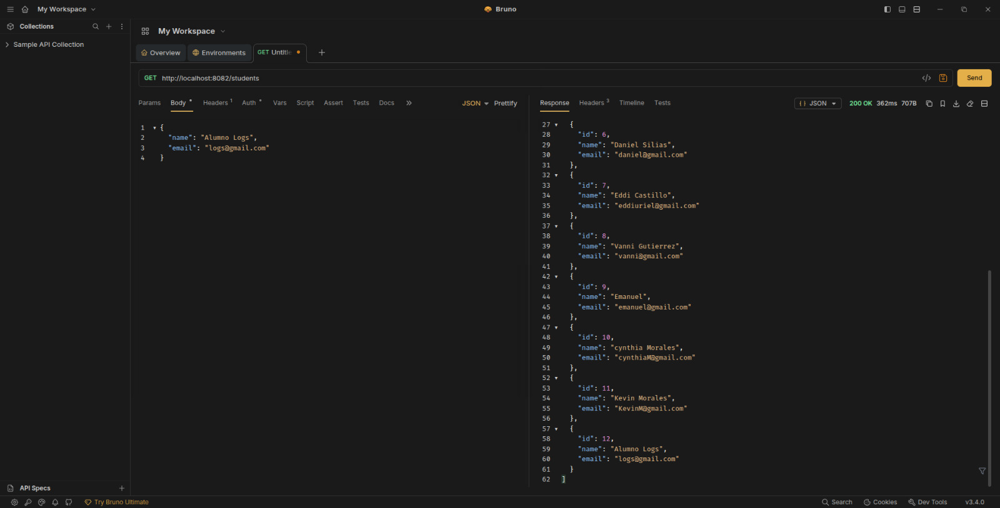 My Workspace
Bruno
Collections
Sample API Collection
My Workspace
Overview
Environments
GET Untitle
GET http://localhost:8082/students
Send
Params Body Headers 1 Auth Vars Script Assert Tests Docs JSON Prettify
1 {
2 "name": "Alumno Logs",
3 "email": "logs@gmail.com"
4 }
Response Headers 3 Timeline Tests { } JSON 200 OK 362ms 707B
27 {
28 "id": 6,
29 "name": "Daniel Silias",
30 "email": "daniel@gmail.com"
31 },
32 {
33 "id": 7,
34 "name": "Eddi Castillo",
35 "email": "eddiuriel@gmail.com"
36 },
37 {
38 "id": 8,
39 "name": "Vanni Gutierrez",
40 "email": "vanni@gmail.com"
41 },
42 {
43 "id": 9,
44 "name": "Emanuel",
45 "email": "emanuel@gmail.com"
46 },
47 {
48 "id": 10,
49 "name": "cynthia Morales",
50 "email": "cynthiaM@gmail.com"
51 },
52 {
53 "id": 11,
54 "name": "Kevin Morales",
55 "email": "KevinM@gmail.com"
56 },
57 {
58 "id": 12,
59 "name": "Alumno Logs",
60 "email": "logs@gmail.com"
61 }
62 ]
API Specs
Try Bruno Ultimate
Search
Cookies
Dev Tools
v3.4.0